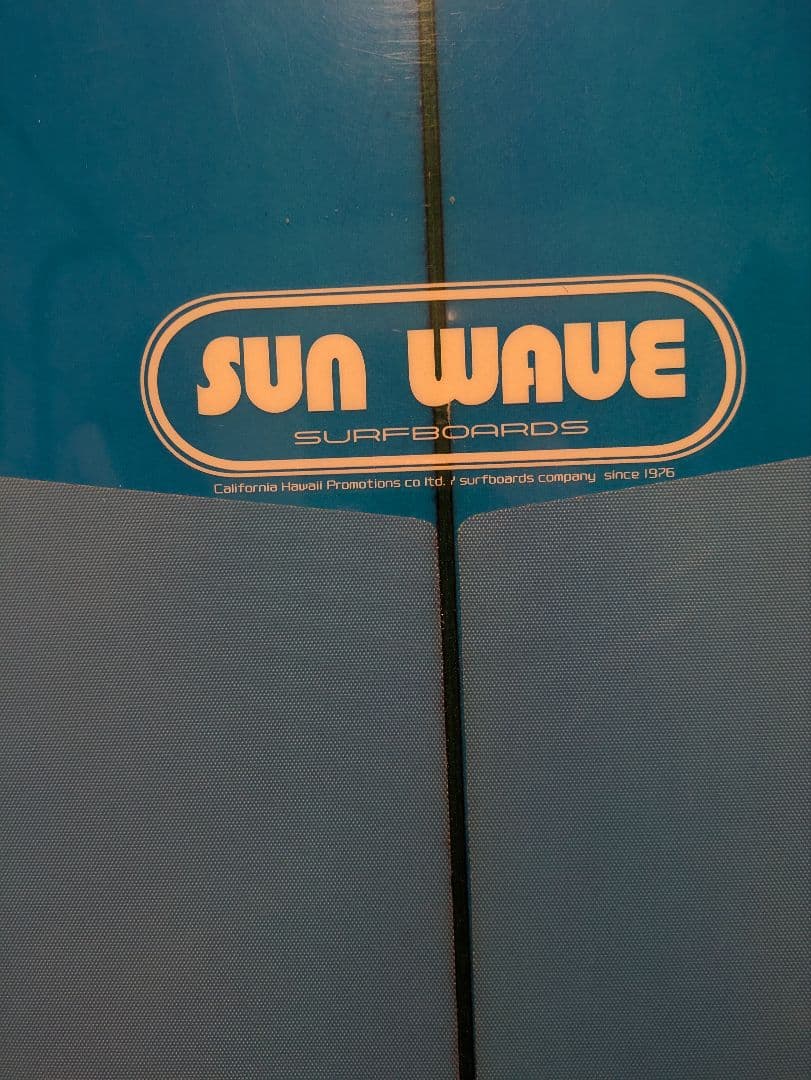 SUN WAVE
SURFBOARDS
California Hawaii Promotions co ltd. / surfboards company since 1976